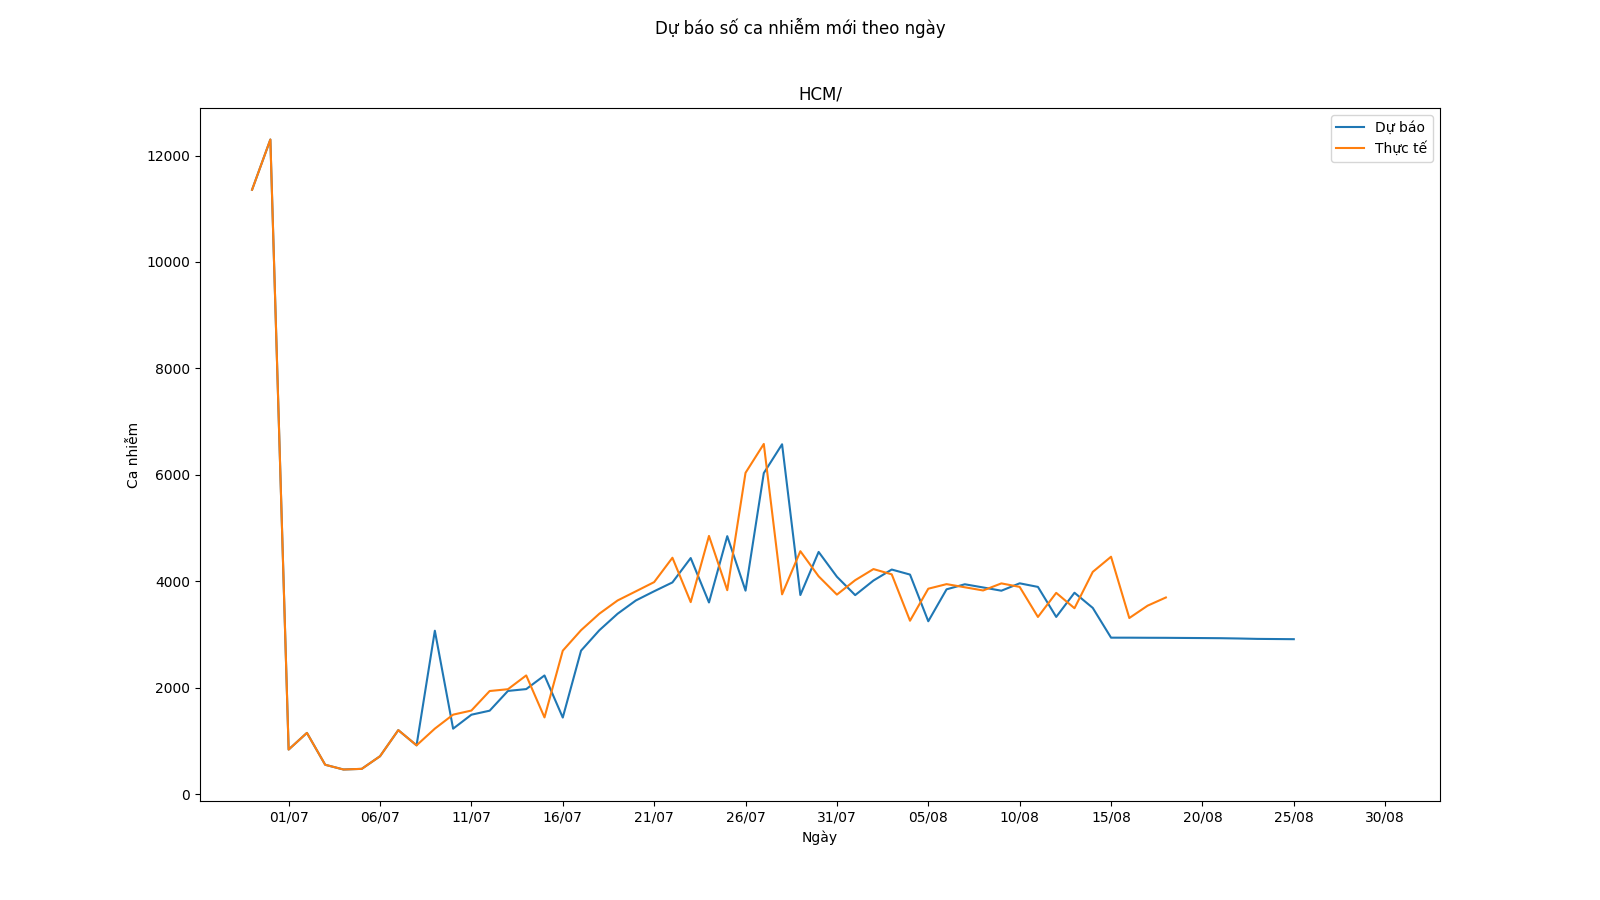 Dự báo số ca nhiễm mới theo ngày
HCM/
Dự báo
Thực tế
12000
10000
8000
6000
4000
2000
0
Ca nhiễm
01/07 06/07 11/07 16/07 21/07 26/07 31/07 05/08 10/08 15/08 20/08 25/08 30/08
Ngày